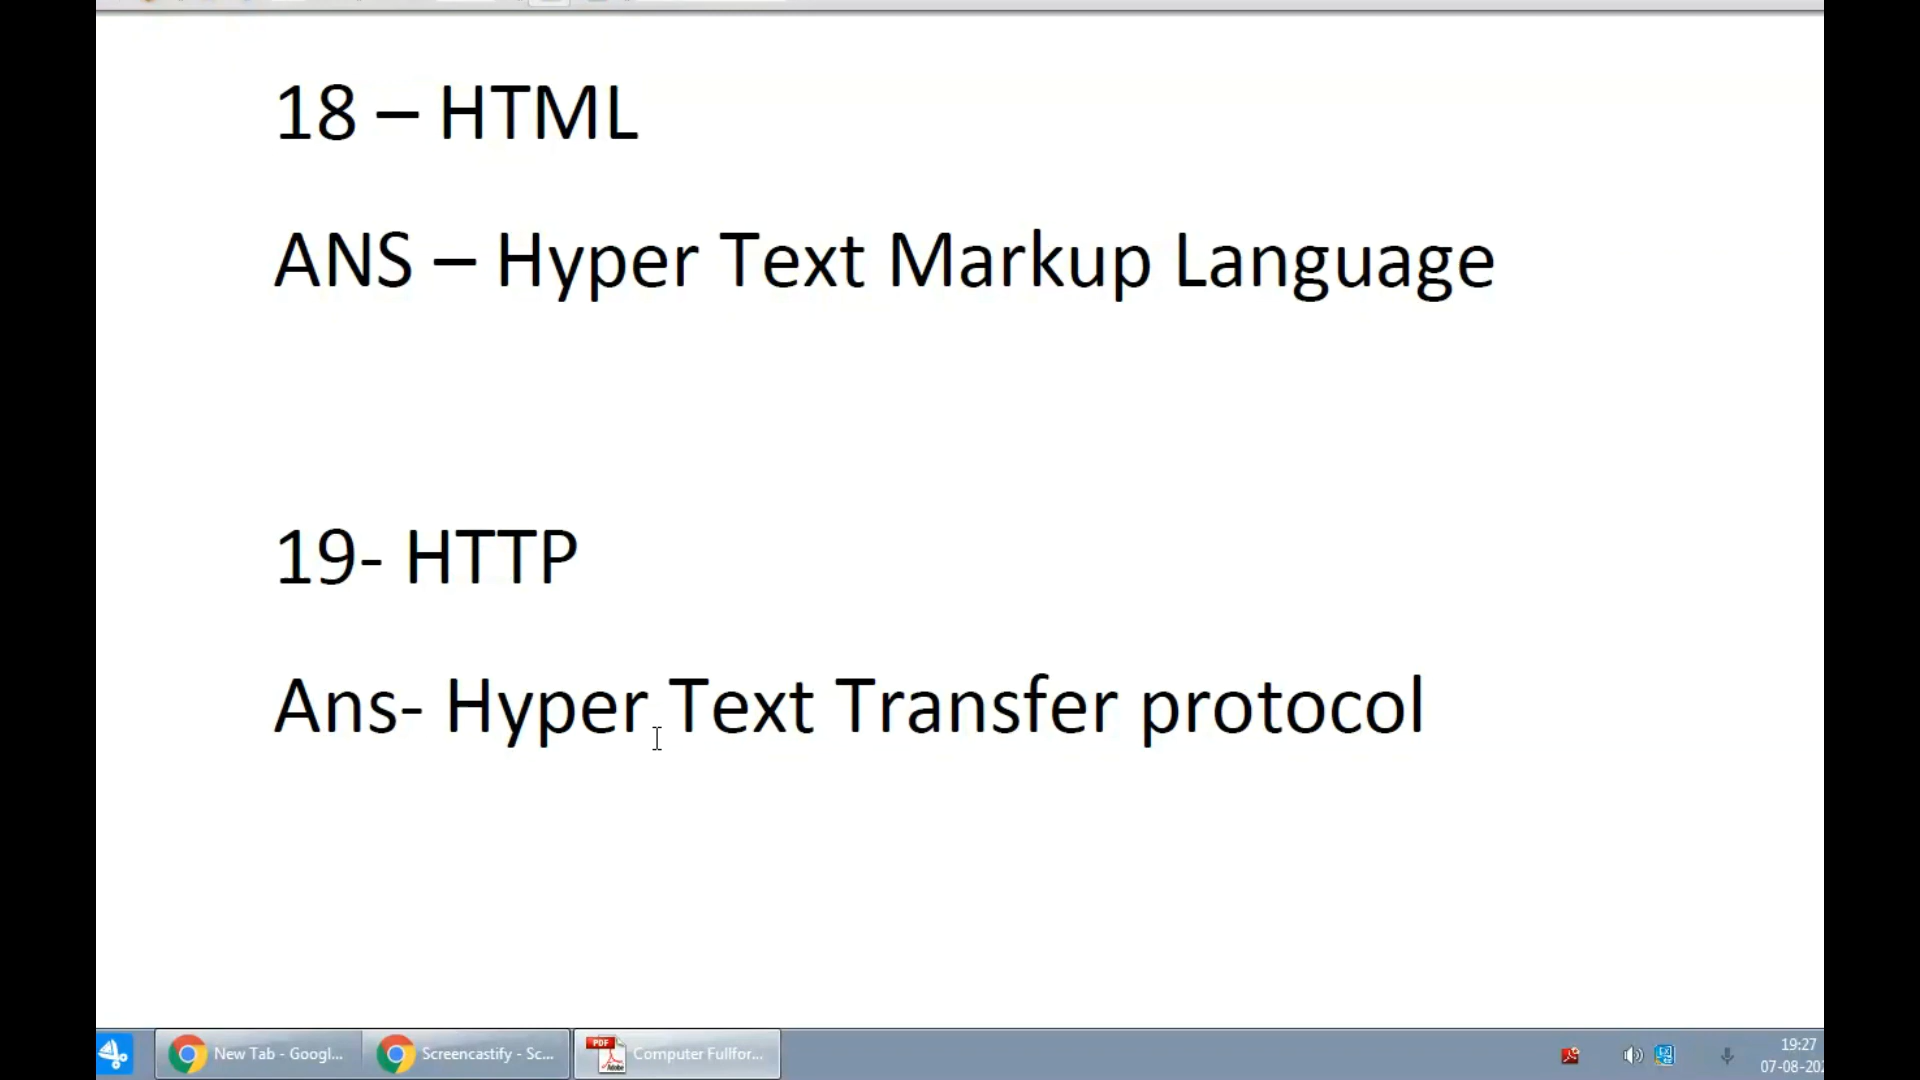 18 – HTML
ANS – Hyper Text Markup Language
19- HTTP
Ans- Hyper Text Transfer protocol
New Tab - Googl...
Screencastify - Sc...
Computer Fullfor...
19:27
07-08-202